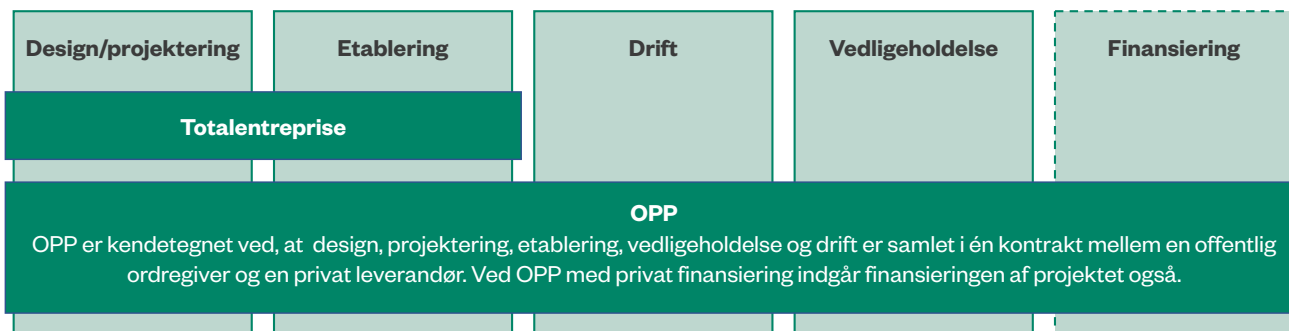 Design/projektering Etablering Drift Vedligeholdelse Finansiering
Totalentreprise
OPP
OPP er kendetegnet ved, at design, projektering, etablering, vedligeholdelse og drift er samlet i én kontrakt mellem en offentlig
ordregiver og en privat leverandør. Ved OPP med privat finansiering indgår finansieringen af projektet også.